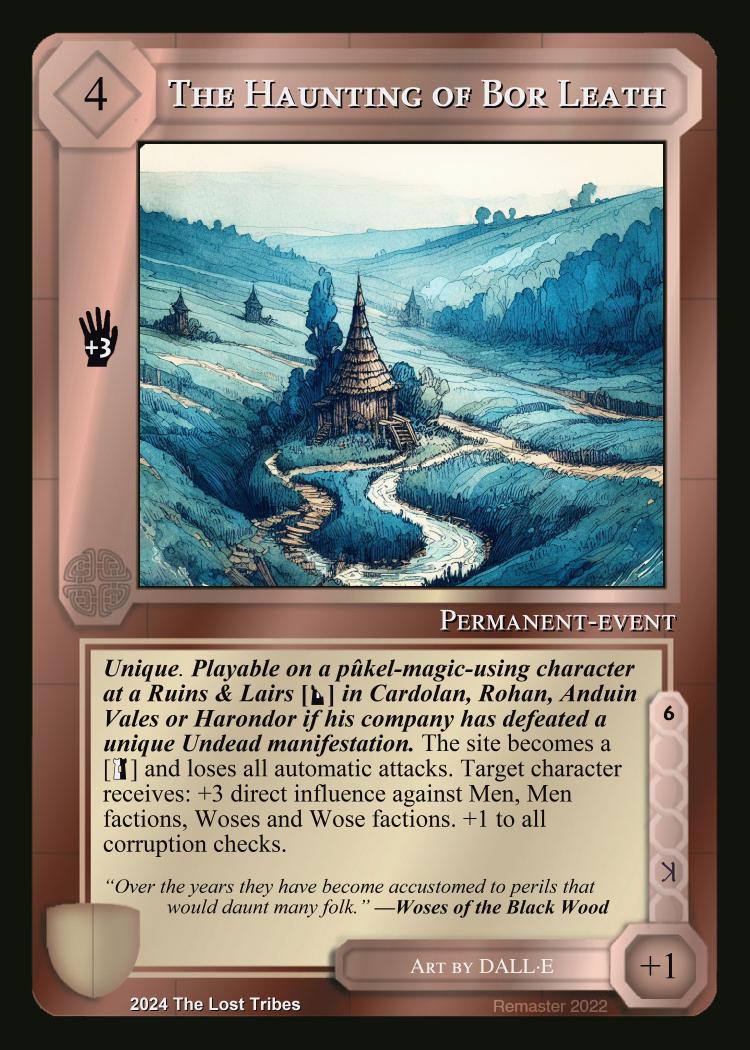 4
The Haunting of Bor Leath
+3
Permanent-event
Unique. Playable on a pûkel-magic-using character
at a Ruins & Lairs [ ] in Cardolan, Rohan, Anduin
Vales or Harondor if his company has defeated a
unique Undead manifestation. The site becomes a
[ ] and loses all automatic attacks. Target character
receives: +3 direct influence against Men, Men
factions, Woses and Wose factions. +1 to all
corruption checks.
6
“Over the years they have become accustomed to perils that
would daunt many folk.” —Woses of the Black Wood
Art by DALL·E
+1
2024 The Lost Tribes
Remaster 2022